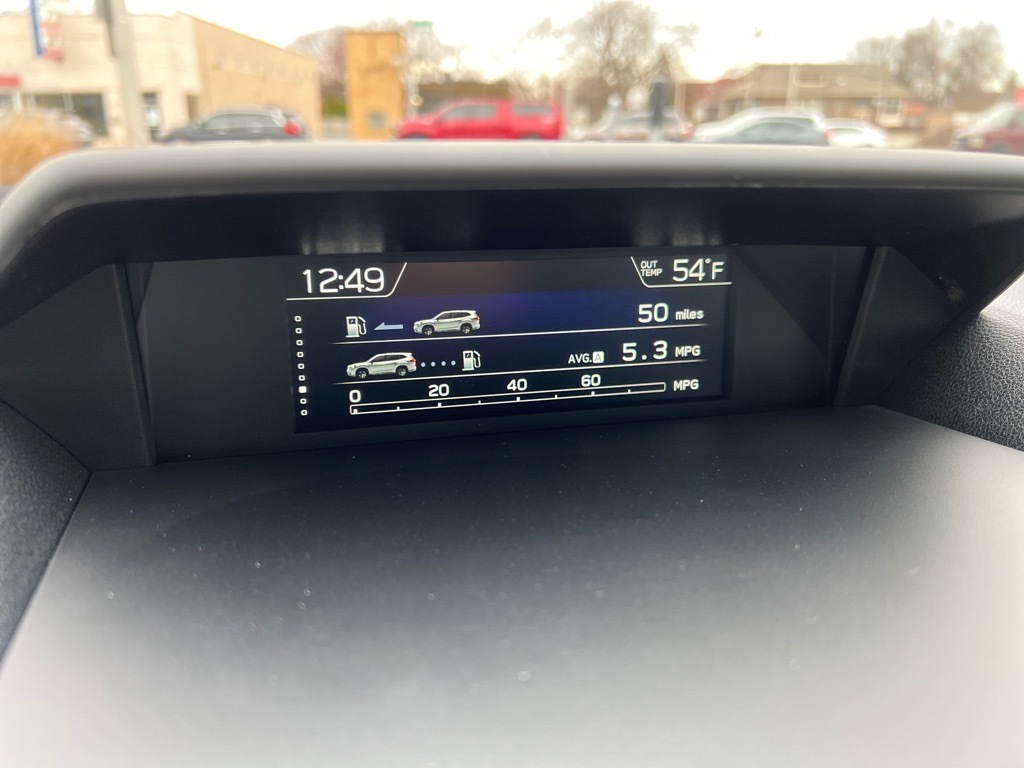 12:49 OUT TEMP 54°F
50 miles
AVG. A 5.3 MPG
0 20 40 60 MPG